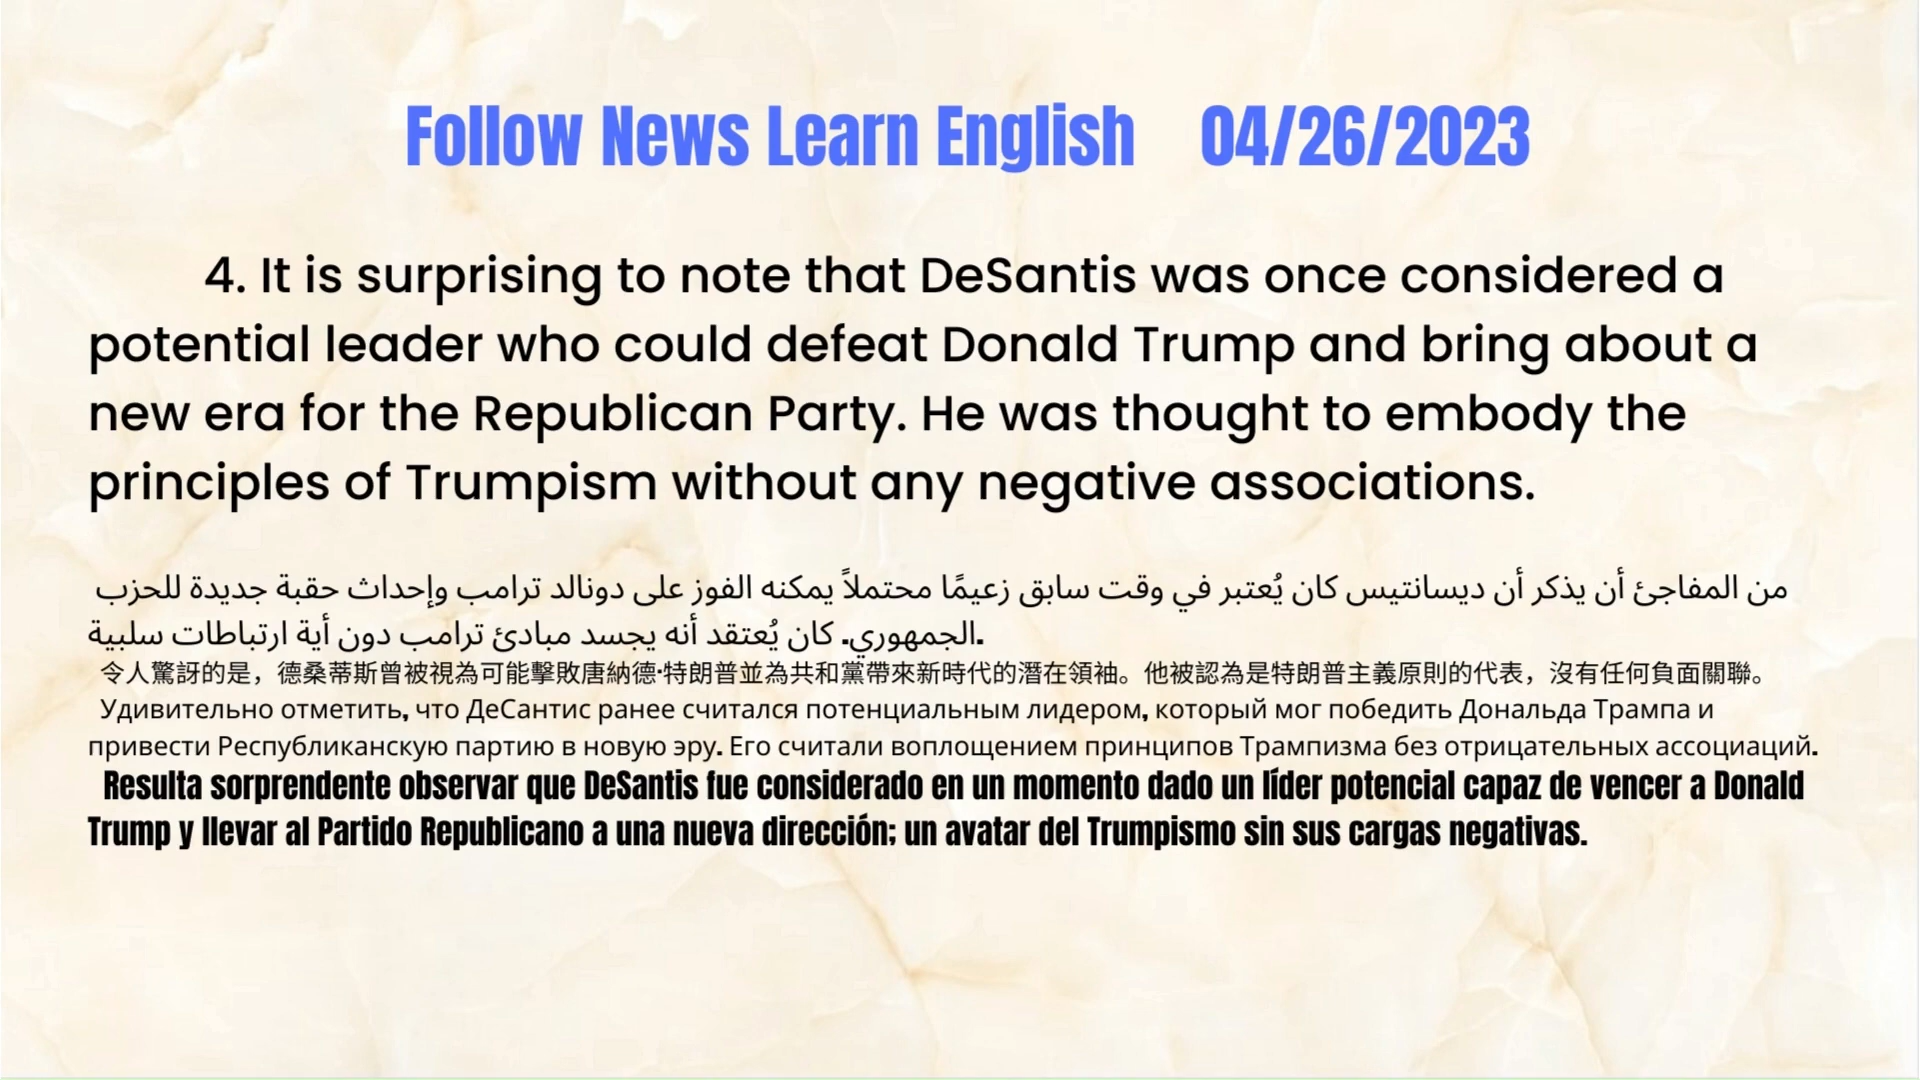 Follow News Learn English 04/26/2023
4. It is surprising to note that DeSantis was once considered a
potential leader who could defeat Donald Trump and bring about a
new era for the Republican Party. He was thought to embody the
principles of Trumpism without any negative associations.
من المفاجئ أن يذكر أن ديسانتيس كان يُعتبر في وقت سابق زعيمًا محتملاً يمكنه الفوز على دونالد ترامب وإحداث حقبة جديدة للحزب
الجمهوري. كان يُعتقد أنه يجسد مبادئ ترامب دون أية ارتباطات سلبية.
令人驚訝的是，德桑蒂斯曾被視為可能擊敗唐納德·特朗普並為共和黨帶來新時代的潛在領袖。他被認為是特朗普主義原則的代表，沒有任何負面關聯。
Удивительно отметить, что ДеСантис ранее считался потенциальным лидером, который мог победить Дональда Трампа и
привести Республиканскую партию в новую эру. Его считали воплощением принципов Трампизма без отрицательных ассоциаций.
Resulta sorprendente observar que DeSantis fue considerado en un momento dado un líder potencial capaz de vencer a Donald
Trump y llevar al Partido Republicano a una nueva dirección; un avatar del Trumpismo sin sus cargas negativas.